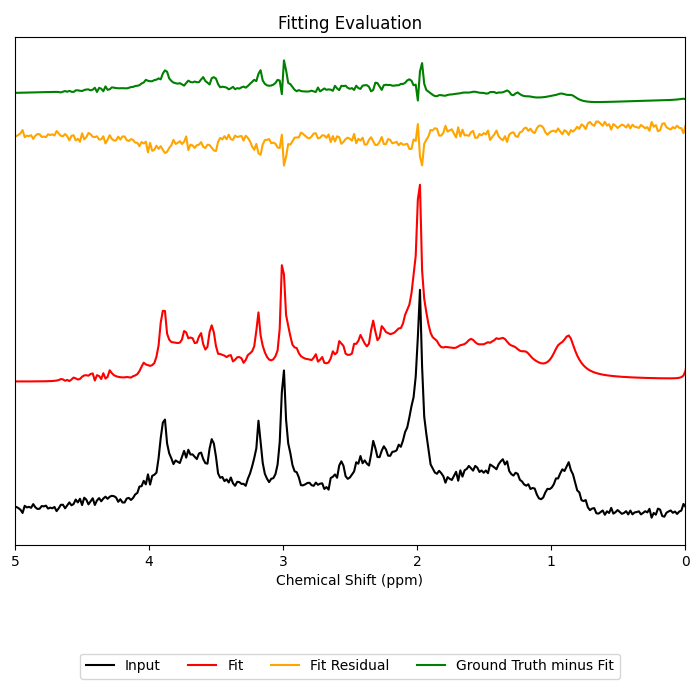 Fitting Evaluation
5 4 3 2 1 0
Chemical Shift (ppm)
Input Fit Fit Residual Ground Truth minus Fit